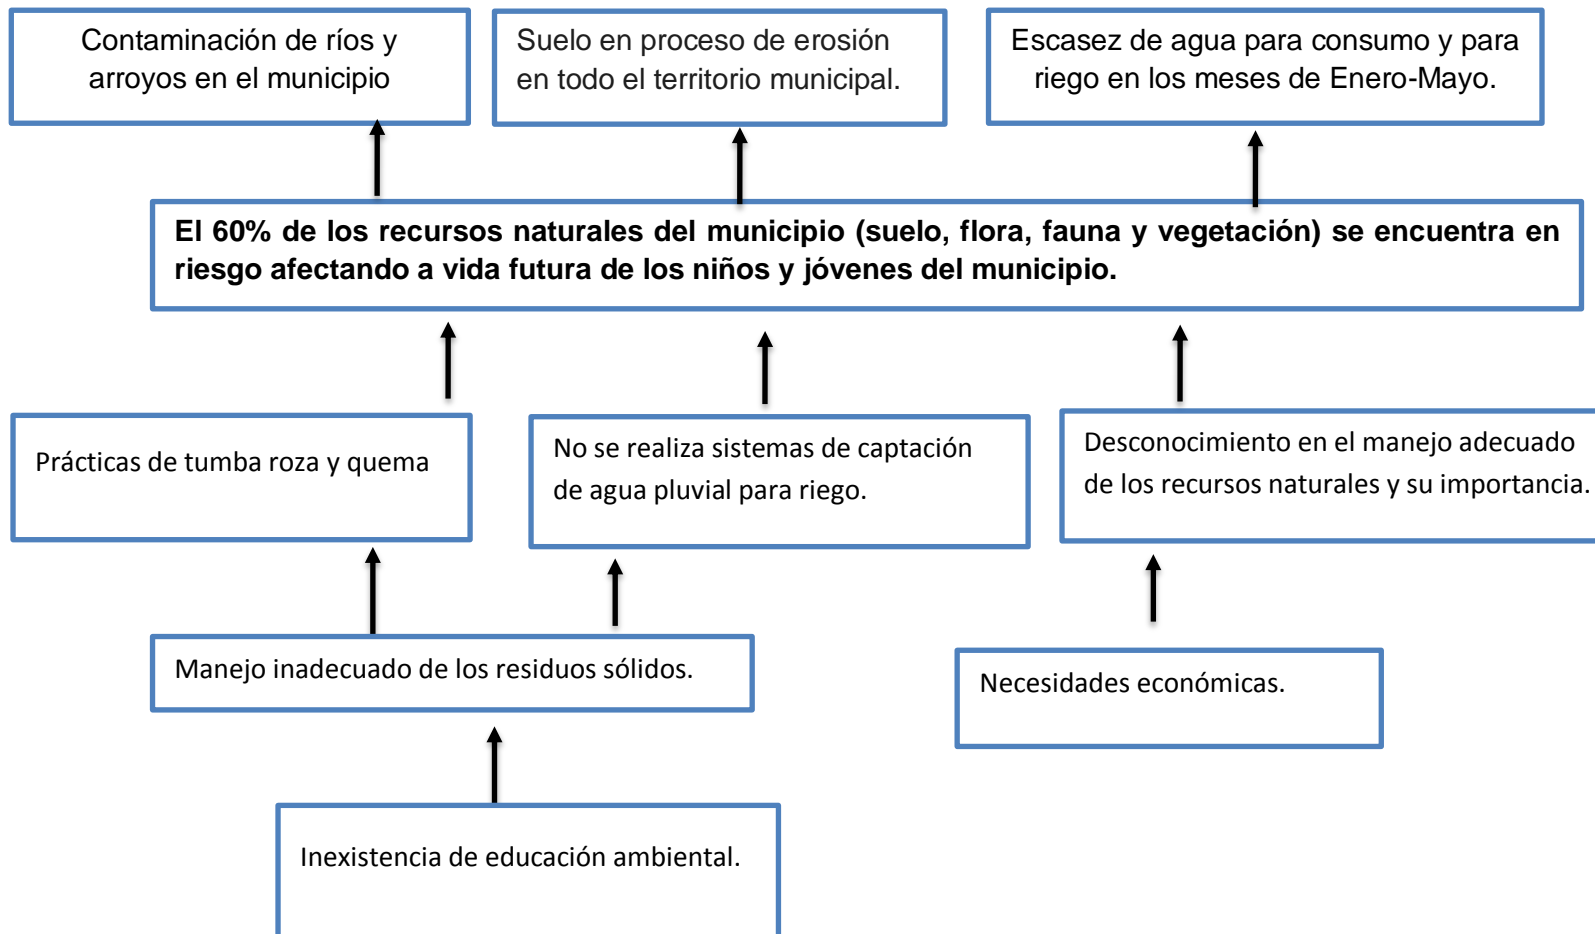 Contaminación de ríos y
arroyos en el municipio
Suelo en proceso de erosión
en todo el territorio municipal.
Escasez de agua para consumo y para
riego en los meses de Enero-Mayo.
El 60% de los recursos naturales del municipio (suelo, flora, fauna y vegetación) se encuentra en
riesgo afectando a vida futura de los niños y jóvenes del municipio.
Prácticas de tumba roza y quema
No se realiza sistemas de captación
de agua pluvial para riego.
Desconocimiento en el manejo adecuado
de los recursos naturales y su importancia.
Manejo inadecuado de los residuos sólidos.
Necesidades económicas.
Inexistencia de educación ambiental.